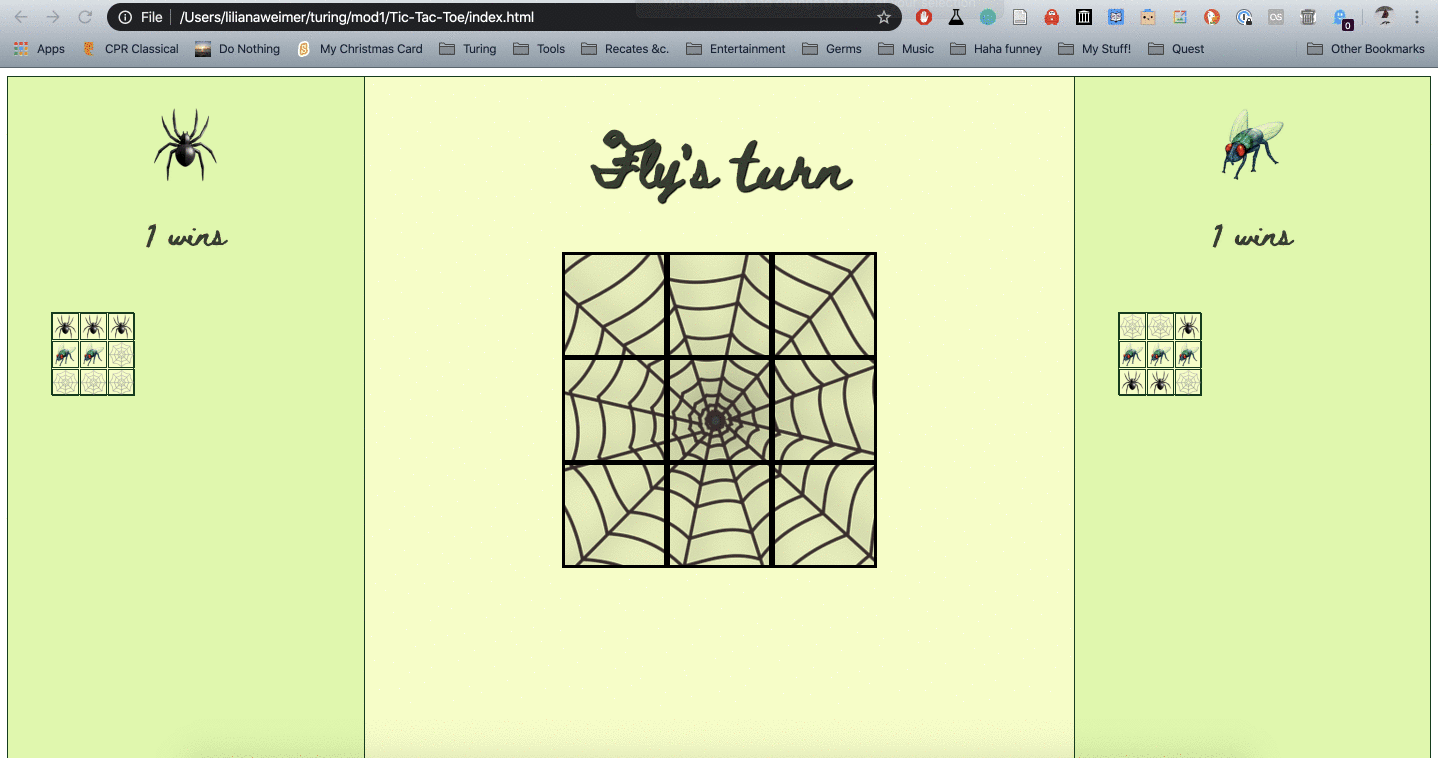 File /Users/lilianaweimer/turing/mod1/Tic-Tac-Toe/index.html
0
Apps CPR Classical Do Nothing My Christmas Card Turing Tools Recates &c. Entertainment Germs Music Haha funney My Stuff! Quest Other Bookmarks
Fly's turn
1 wins
1 wins